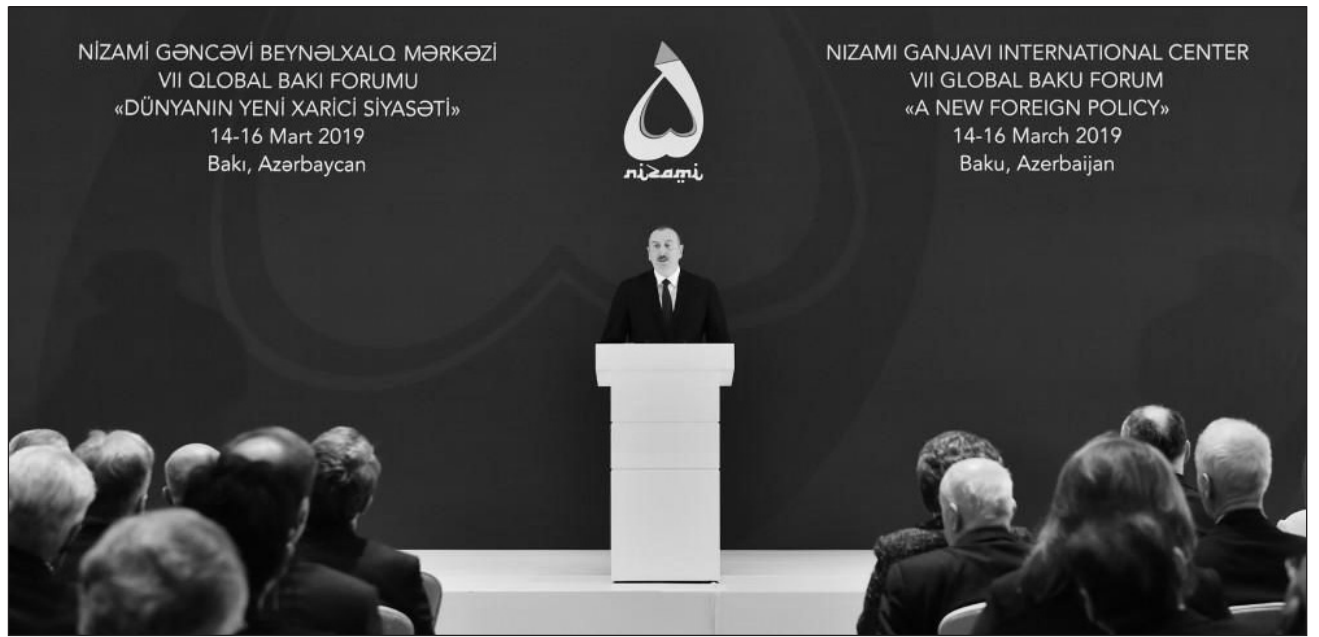 NİZAMİ GƏNCƏVİ BEYNƏLXALQ MƏRKƏZİ
VII QLOBAL BAKI FORUMU
«DÜNYANIN YENİ XARİCİ SİYASƏTİ»
14-16 Mart 2019
Bakı, Azərbaycan
nizami
NIZAMI GANJAVI INTERNATIONAL CENTER
VII GLOBAL BAKU FORUM
«A NEW FOREIGN POLICY»
14-16 March 2019
Baku, Azerbaijan